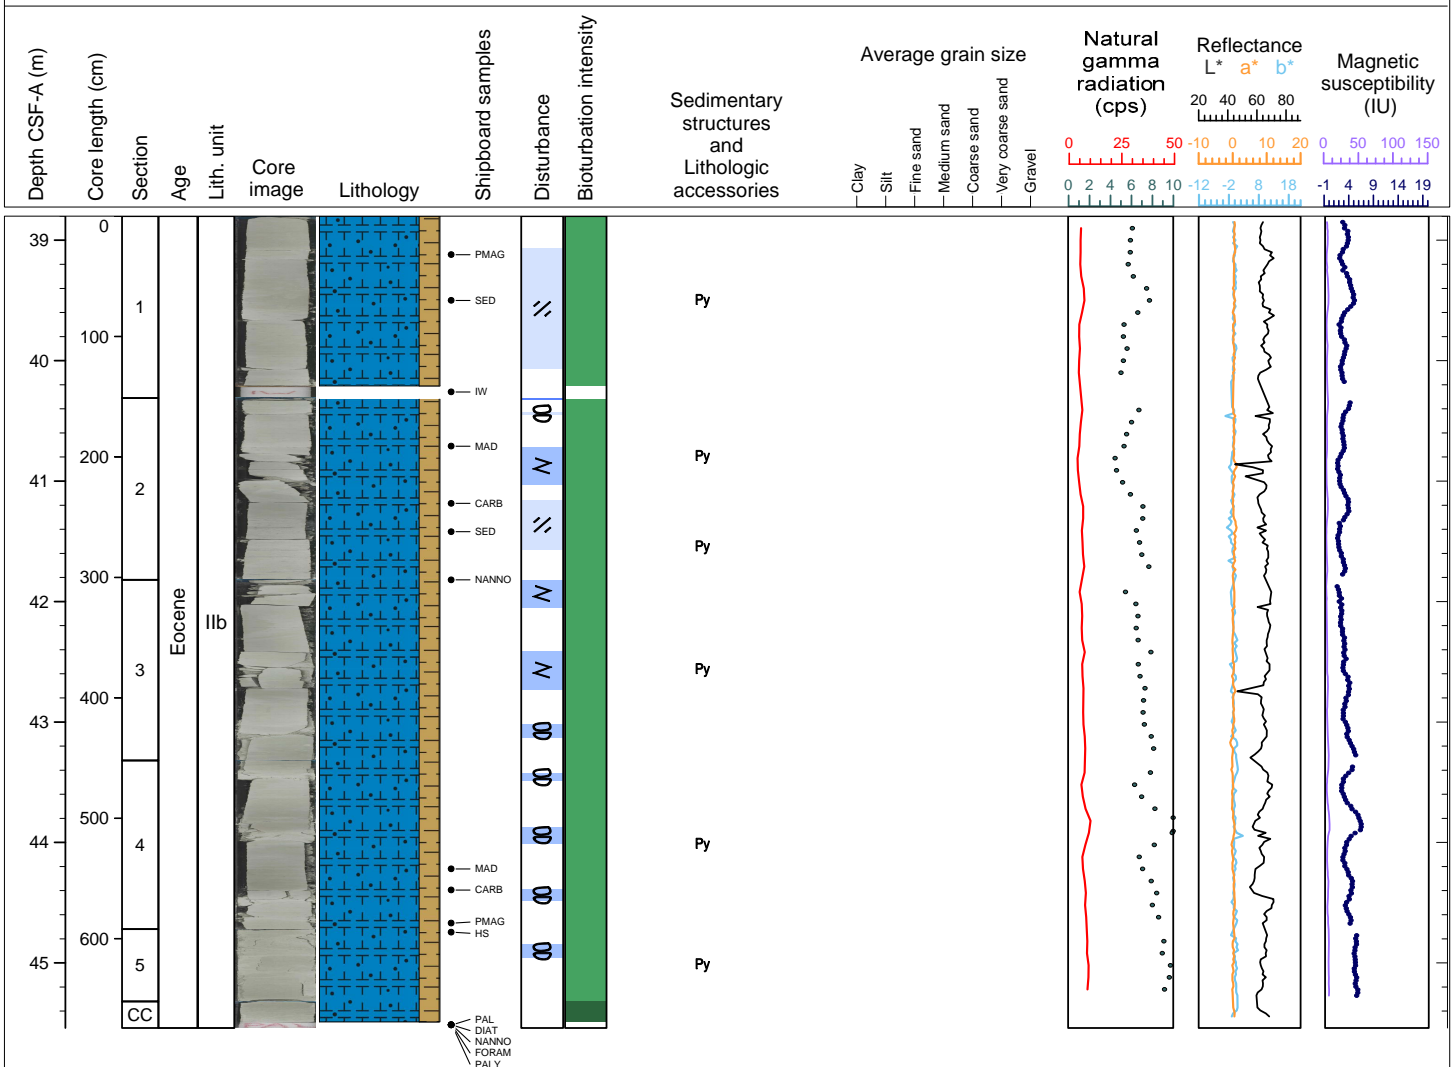 Depth CSF-A (m)
Core length (cm)
Section
Age
Lith. unit
Core
image
Lithology
Shipboard samples
Disturbance
Bioturbation intensity
Sedimentary
structures
and
Lithologic
accessories
Average grain size
Clay
Silt
Fine sand
Medium sand
Coarse sand
Very coarse sand
Gravel
Natural
gamma
radiation
(cps)
0 25 50
0 2 4 6 8 10
Reflectance
L* a* b*
20 40 60 80
-10 0 10 20
-12 -2 8 18
Magnetic
susceptibility
(IU)
0 50 100 150
-1 4 9 14 19
39
40
41
42
43
44
45
0
100
200
300
400
500
600
1
2
3
4
5
CC
Eocene
IIb
PMAG
SED
IW
MAD
CARB
SED
NANNO
MAD
CARB
PMAG
HS
PAL
DIAT
NANNO
FORAM
PALY
Py
Py
Py
Py
Py
Py